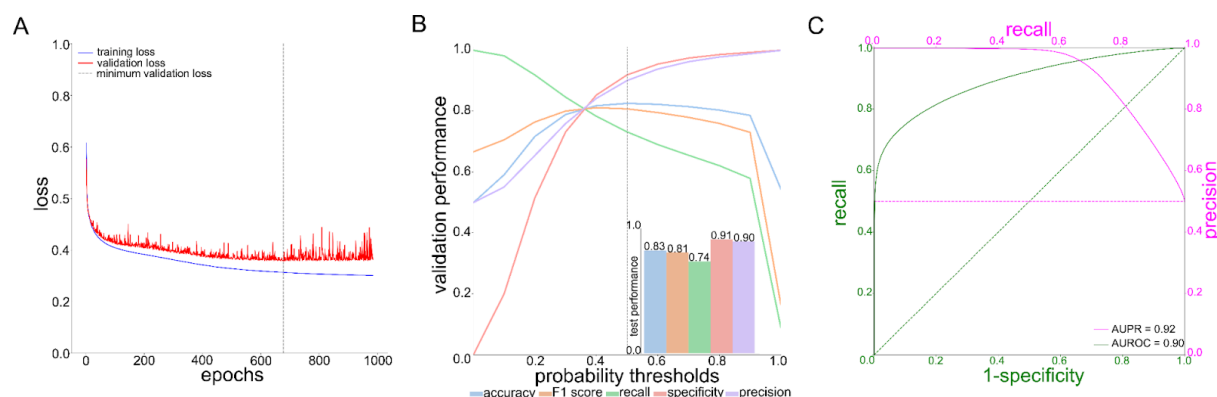 A
training loss
validation loss
minimum validation loss
1.0
0.8
0.6
0.5
0.4
0.2
0.0
loss
0
200
400
600
800
1000
epochs
B
1.0
0.8
0.6
0.4
0.2
0.0
validation performance
0.2
0.4
0.6
0.8
1.0
probability thresholds
test performance
1.0
0.0
0.83
0.81
0.74
0.91
0.90
accuracy F1 score recall specificity precision
C
recall
0.0 0.2 0.4 0.6 0.8 1.0
recall
1.0
0.8
0.6
0.4
0.2
0.0
precision
1.0
0.8
0.6
0.4
0.2
0.0
AUPR = 0.92
AUROC = 0.90
0.0 0.2 0.4 0.6 0.8 1.0
1-specificity